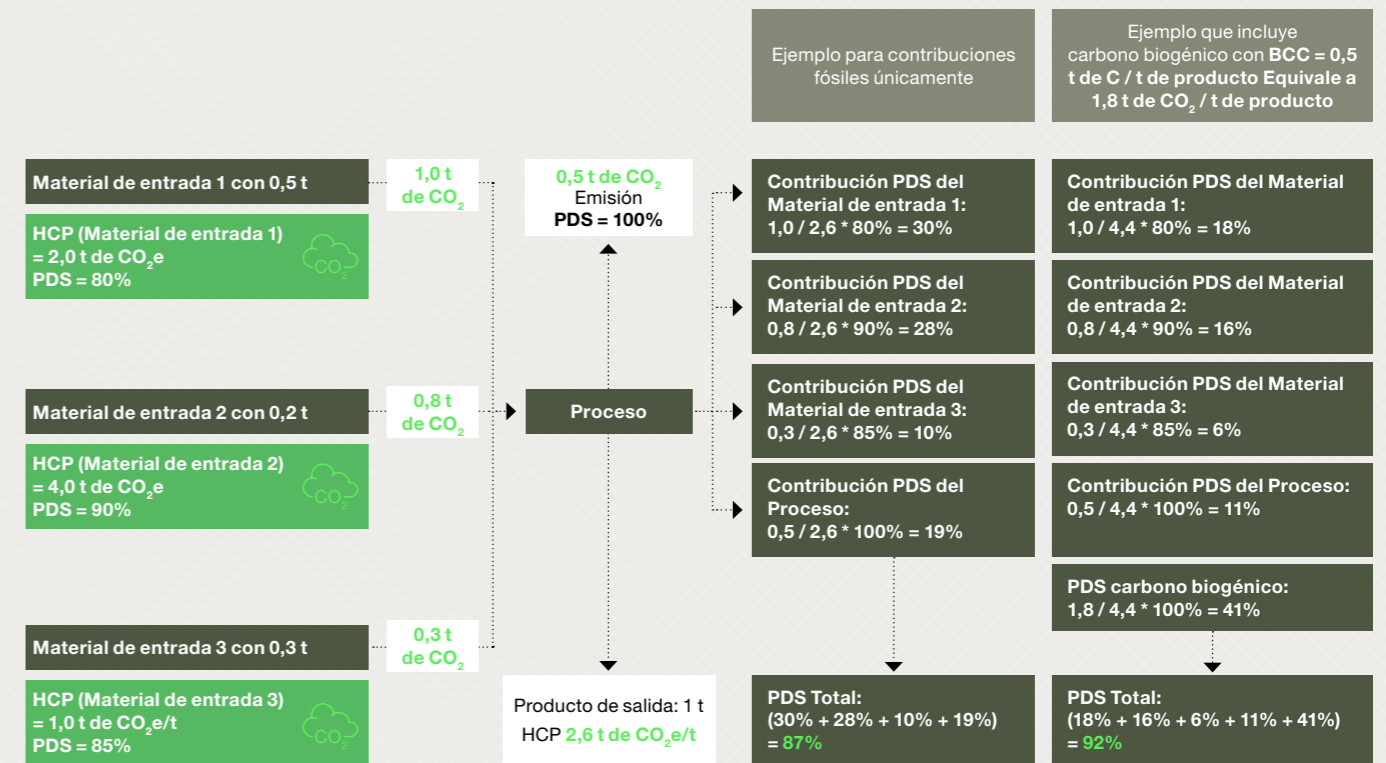 Ejemplo para contribuciones
fósiles únicamente
Ejemplo que incluye
carbono biogénico con BCC = 0,5
t de C / t de producto Equivale a
1,8 t de CO₂ / t de producto
Material de entrada 1 con 0,5 t
HCP (Material de entrada 1)
= 2,0 t de CO₂e
PDS = 80%
CO₂
1,0 t
de CO₂
Material de entrada 2 con 0,2 t
HCP (Material de entrada 2)
= 4,0 t de CO₂e
PDS = 90%
CO₂
0,8 t
de CO₂
Material de entrada 3 con 0,3 t
HCP (Material de entrada 3)
= 1,0 t de CO₂e/t
PDS = 85%
CO₂
0,3 t
de CO₂
0,5 t de CO₂
Emisión
PDS = 100%
Proceso
Producto de salida: 1 t
HCP 2,6 t de CO₂e/t
Contribución PDS del
Material de entrada 1:
1,0 / 2,6 * 80% = 30%
Contribución PDS del
Material de entrada 2:
0,8 / 2,6 * 90% = 28%
Contribución PDS del
Material de entrada 3:
0,3 / 2,6 * 85% = 10%
Contribución PDS del
Proceso:
0,5 / 2,6 * 100% = 19%
PDS Total:
(30% + 28% + 10% + 19%)
= 87%
Contribución PDS del Material
de entrada 1:
1,0 / 4,4 * 80% = 18%
Contribución PDS del Material
de entrada 2:
0,8 / 4,4 * 90% = 16%
Contribución PDS del Material
de entrada 3:
0,3 / 4,4 * 85% = 6%
Contribución PDS del Proceso:
0,5 / 4,4 * 100% = 11%
PDS carbono biogénico:
1,8 / 4,4 * 100% = 41%
PDS Total:
(18% + 16% + 6% + 11% + 41%)
= 92%